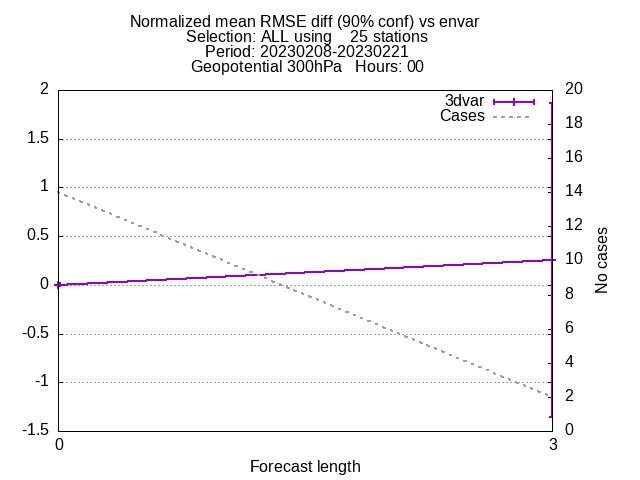 Normalized mean RMSE diff (90% conf) vs envar
Selection: ALL using    25 stations
Period: 20230208-20230221
Geopotential 300hPa   Hours: 00
3dvar
Cases
2
1.5
1
0.5
0
-0.5
-1
-1.5
20
18
16
14
12
10
8
6
4
2
0
No cases
0
3
Forecast length